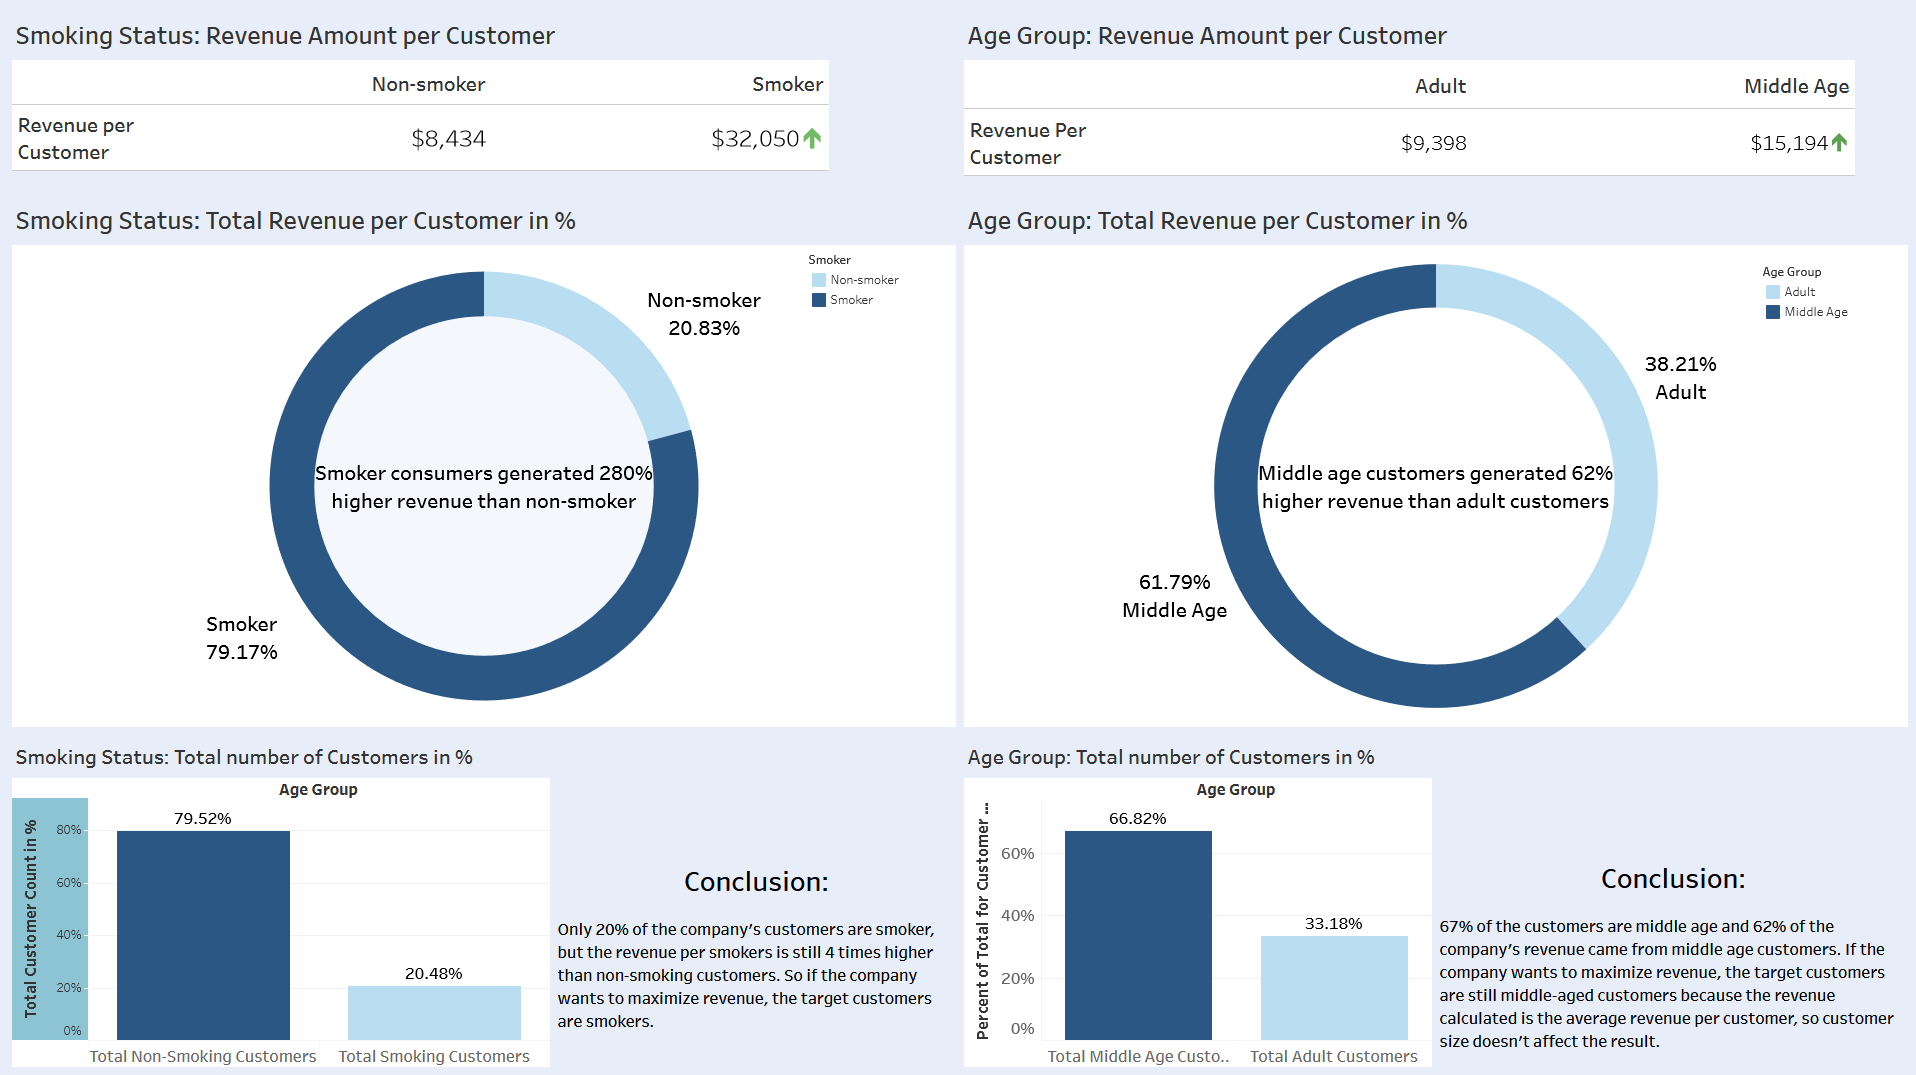 Smoking Status: Revenue Amount per Customer
Non-smoker
Smoker
Revenue per
Customer
$8,434
$32,050
Smoking Status: Total Revenue per Customer in %
Smoker
Non-smoker
Smoker
Non-smoker
20.83%
Smoker consumers generated 280%
higher revenue than non-smoker
Smoker
79.17%
Smoking Status: Total number of Customers in %
Age Group
Total Customer Count in %
80%
60%
40%
20%
0%
79.52%
20.48%
Total Non-Smoking Customers
Total Smoking Customers
Conclusion:
Only 20% of the company’s customers are smoker,
but the revenue per smokers is still 4 times higher
than non-smoking customers. So if the company
wants to maximize revenue, the target customers
are smokers.
Age Group: Revenue Amount per Customer
Adult
Middle Age
Revenue Per
Customer
$9,398
$15,194
Age Group: Total Revenue per Customer in %
Age Group
Adult
Middle Age
38.21%
Adult
Middle age customers generated 62%
higher revenue than adult customers
61.79%
Middle Age
Age Group: Total number of Customers in %
Age Group
Percent of Total for Customer ...
60%
40%
20%
0%
66.82%
33.18%
Total Middle Age Custo..
Total Adult Customers
Conclusion:
67% of the customers are middle age and 62% of the
company’s revenue came from middle age customers. If the
company wants to maximize revenue, the target customers
are still middle-aged customers because the revenue
calculated is the average revenue per customer, so customer
size doesn’t affect the result.